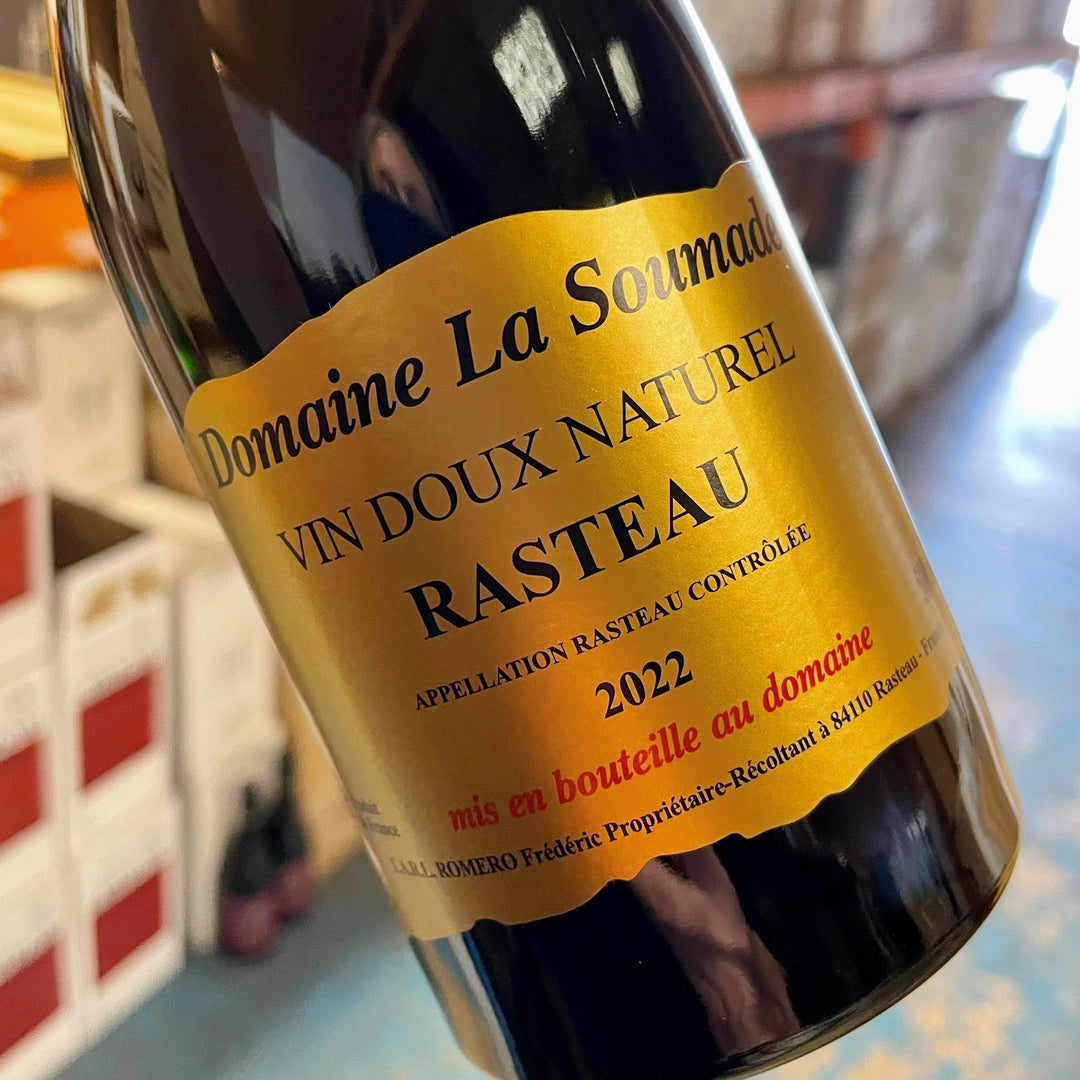 Domaine La Soumade
VIN DOUX NATUREL
RASTEAU
APPELLATION RASTEAU CONTRÔLÉE
2022
mis en bouteille au domaine
E.A.R.L. ROMERO Frédéric Propriétaire-Récoltant à 84110 Rasteau - France